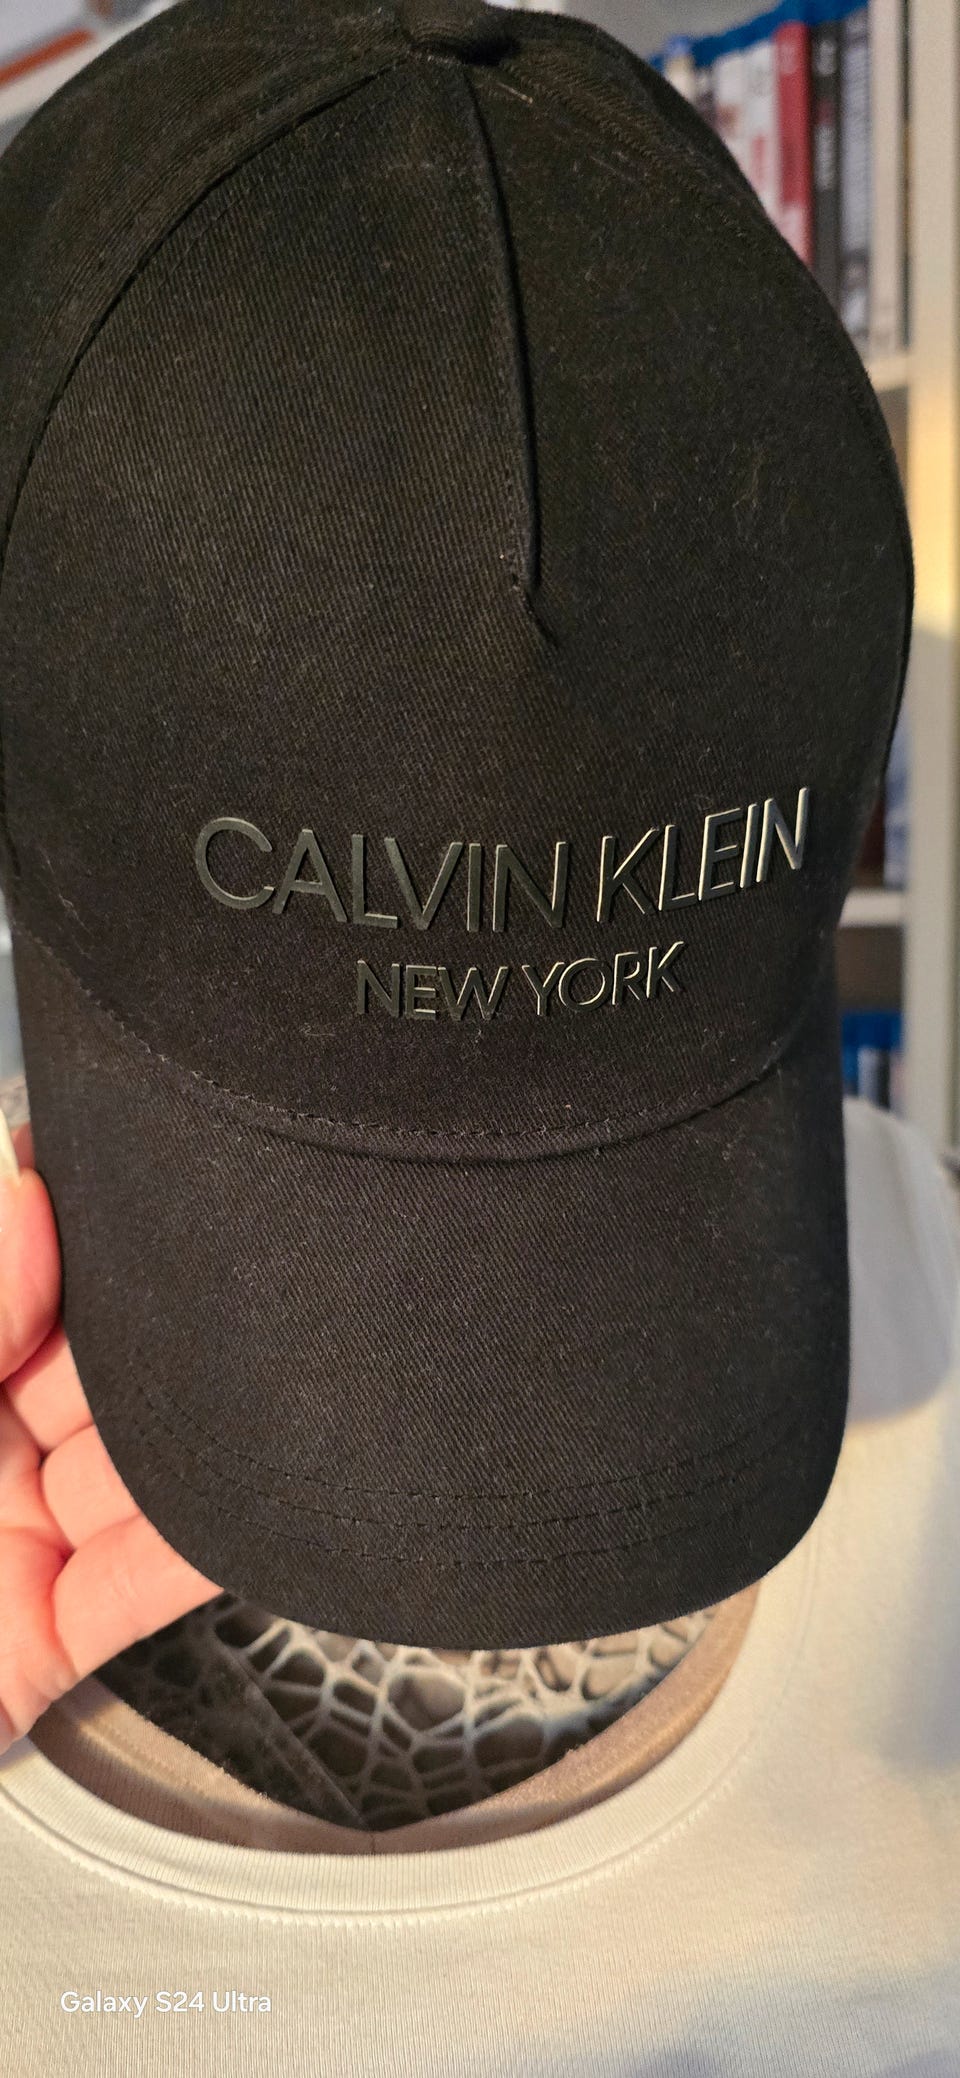 CALVIN KLEIN
NEW YORK
Galaxy S24 Ultra